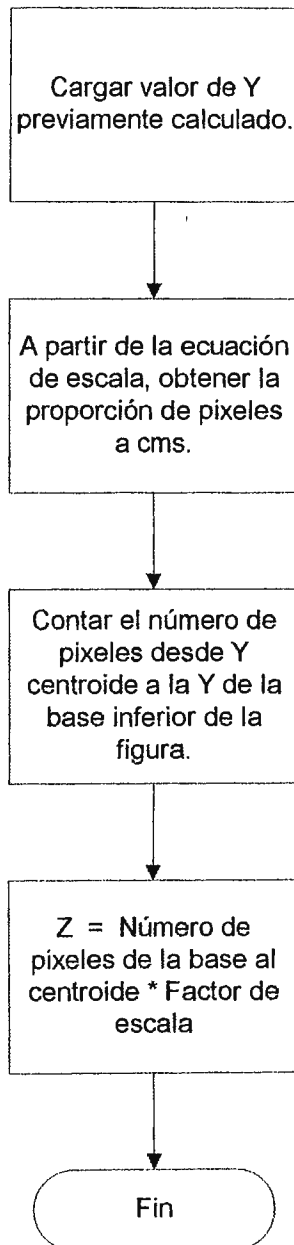 Cargar valor de Y
previamente calculado.
A partir de la ecuación
de escala, obtener la
proporción de pixeles
a cms.
Contar el número de
pixeles desde Y
centroide a la Y de la
base inferior de la
figura.
Z = Número de
pixeles de la base al
centroide * Factor de
escala
Fin